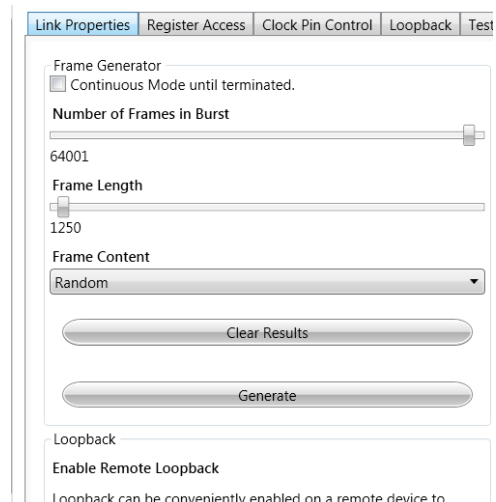 Link Properties Register Access Clock Pin Control Loopback Test
Frame Generator
Continuous Mode until terminated.
Number of Frames in Burst
64001
Frame Length
1250
Frame Content
Random
Clear Results
Generate
Loopback
Enable Remote Loopback
Loopback can be conveniently enabled on a remote device to